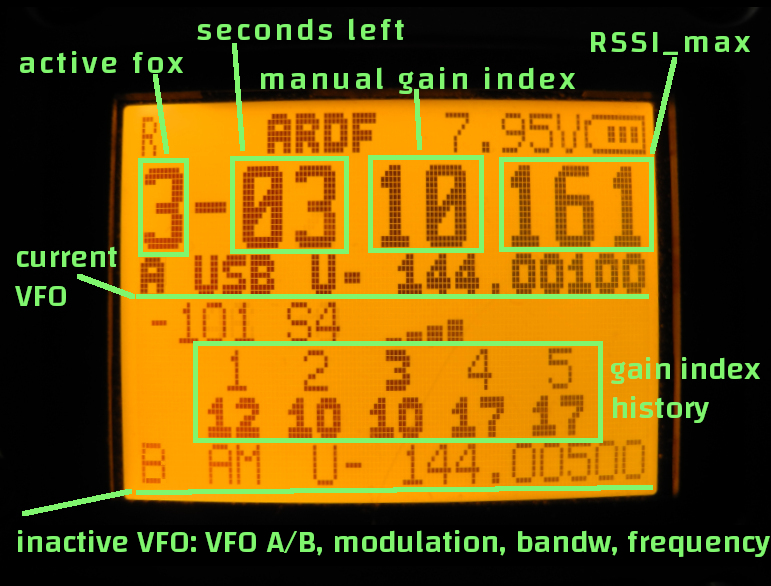 seconds left
RSSI_max
active fox
manual gain index
R ARDF 7.95V
3-03 10 161
current
VFO
A USB U- 144.00100
-101 S4
1 2 3 4 5
gain index
history
12 10 10 17 17
B AM U- 144.00500
inactive VFO: VFO A/B, modulation, bandw, frequency